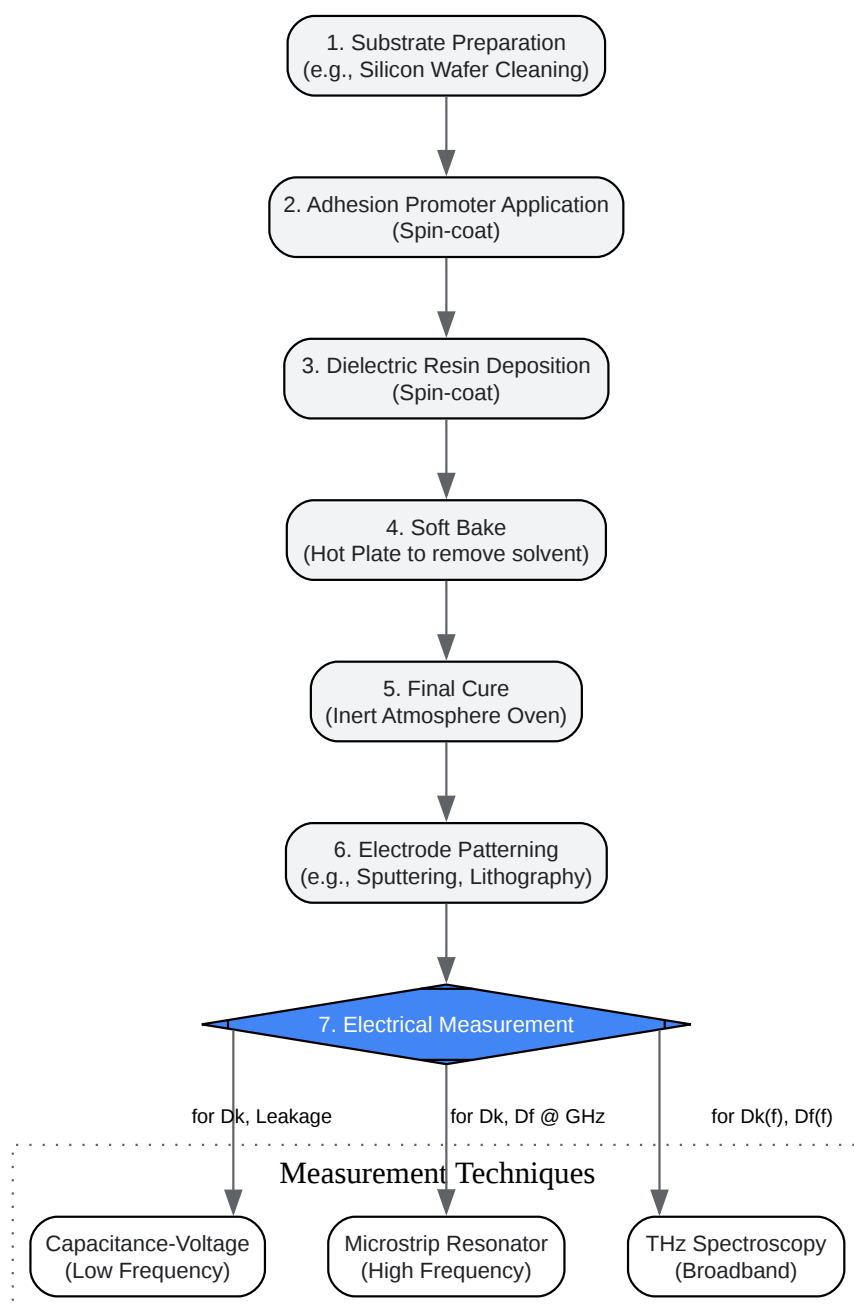 1. Substrate Preparation
(e.g., Silicon Wafer Cleaning)
2. Adhesion Promoter Application
(Spin-coat)
3. Dielectric Resin Deposition
(Spin-coat)
4. Soft Bake
(Hot Plate to remove solvent)
5. Final Cure
(Inert Atmosphere Oven)
6. Electrode Patterning
(e.g., Sputtering, Lithography)
7. Electrical Measurement
for Dk, Leakage
for Dk, Df @ GHz
for Dk(f), Df(f)
Measurement Techniques
Capacitance-Voltage
(Low Frequency)
Microstrip Resonator
(High Frequency)
THz Spectroscopy
(Broadband)